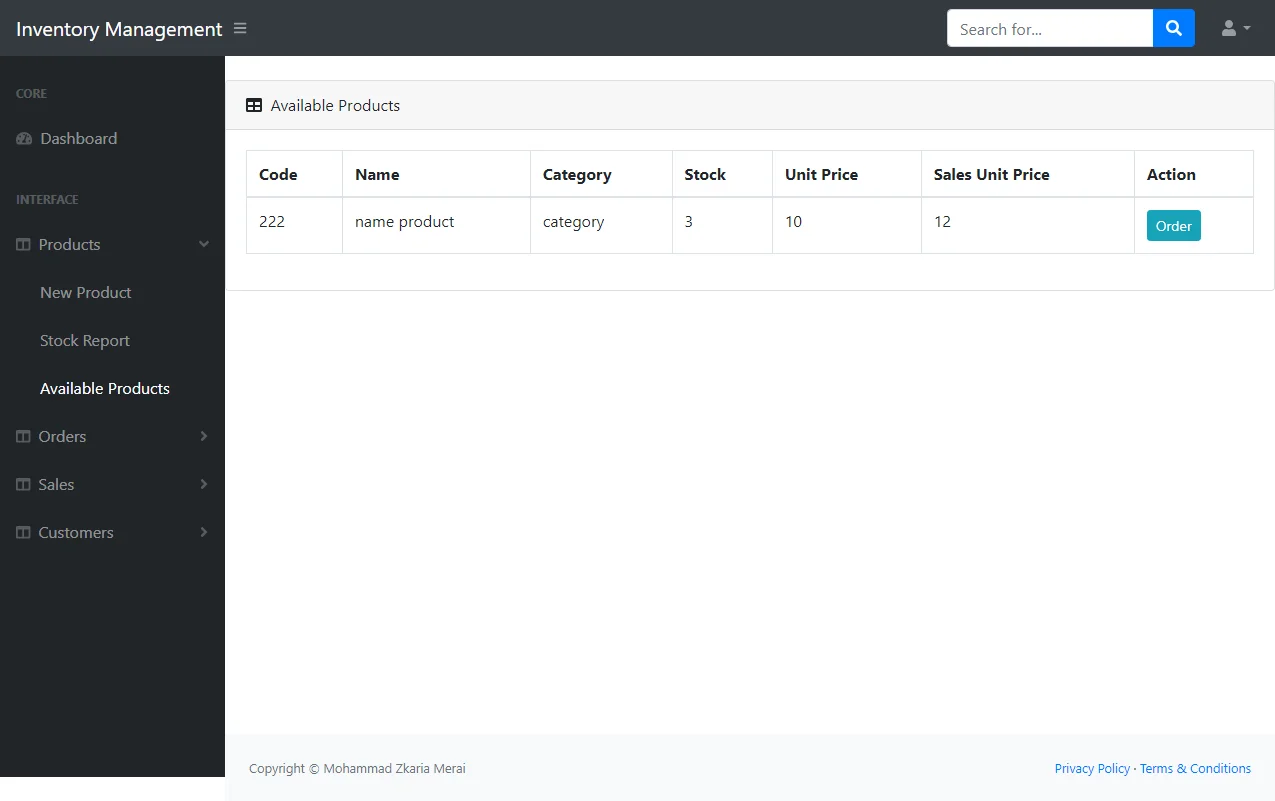 Inventory Management
Search for...
CORE
Dashboard
INTERFACE
Products
New Product
Stock Report
Available Products
Orders
Sales
Customers
Available Products
Code Name Category Stock Unit Price Sales Unit Price Action
222 name product category 3 10 12 Order
Copyright © Mohammad Zkaria Merai
Privacy Policy · Terms & Conditions